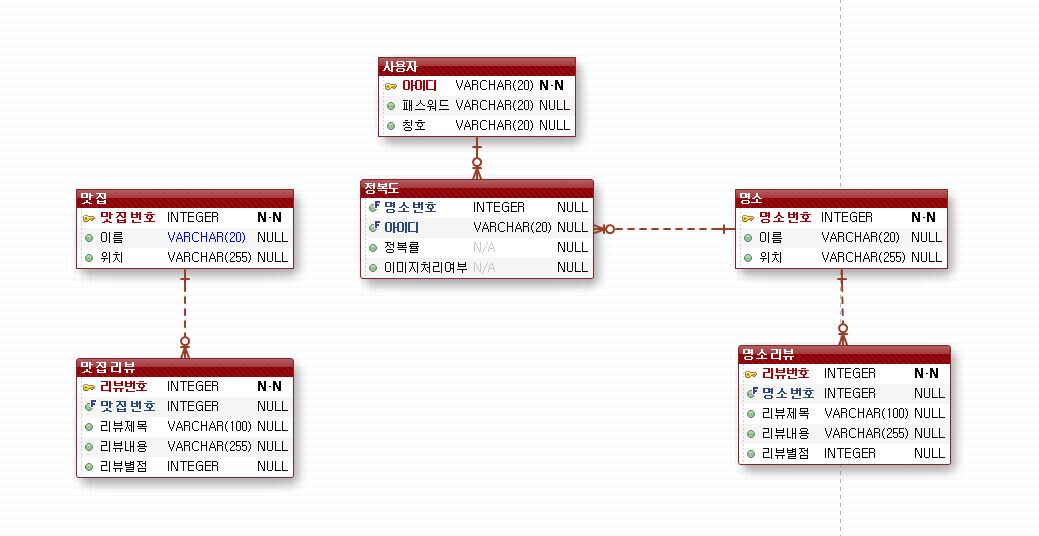 사용자
아이디 VARCHAR(20) N-N
패스워드 VARCHAR(20) NULL
칭호 VARCHAR(20) NULL
맛집
맛집번호 INTEGER N-N
이름 VARCHAR(20) NULL
위치 VARCHAR(255) NULL
정복도
명소번호 INTEGER NULL
아이디 VARCHAR(20) NULL
정복률 N/A NULL
이미지처리여부 N/A NULL
명소
명소번호 INTEGER N-N
이름 VARCHAR(20) NULL
위치 VARCHAR(255) NULL
맛집리뷰
리뷰번호 INTEGER N-N
맛집번호 INTEGER NULL
리뷰제목 VARCHAR(100) NULL
리뷰내용 VARCHAR(255) NULL
리뷰별점 INTEGER NULL
명소리뷰
리뷰번호 INTEGER N-N
명소번호 INTEGER NULL
리뷰제목 VARCHAR(100) NULL
리뷰내용 VARCHAR(255) NULL
리뷰별점 INTEGER NULL